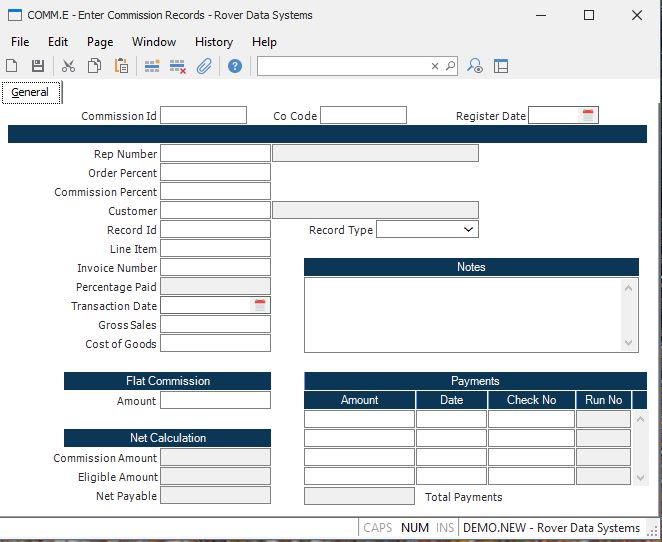 COMM.E - Enter Commission Records - Rover Data Systems
File Edit Page Window History Help
General
Commission Id Co Code Register Date
Rep Number
Order Percent
Commission Percent
Customer
Record Id Record Type
Line Item
Invoice Number Notes
Percentage Paid
Transaction Date
Gross Sales
Cost of Goods
Flat Commission Payments
Amount Amount Date Check No Run No
Net Calculation
Commission Amount
Eligible Amount
Net Payable Total Payments
CAPS NUM INS DEMO.NEW - Rover Data Systems